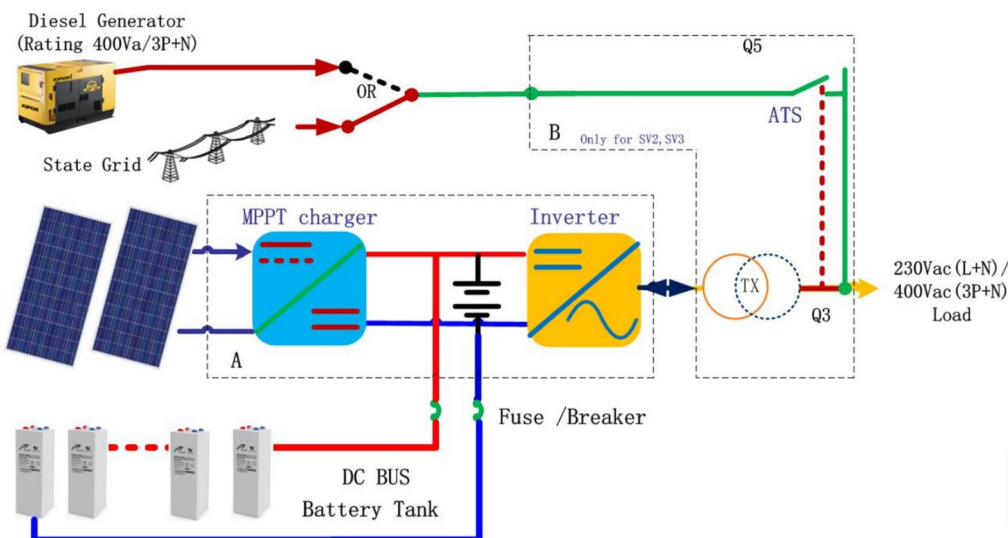 Diesel Generator
(Rating 400Va/3P+N)
KIPOR
OR
State Grid
Q5
ATS
B
Only for SV2,SV3
MPPT charger
Inverter
TX
Q3
230Vac(L+N)/
400Vac(3P+N)
Load
A
Fuse /Breaker
DC BUS
Battery Tank